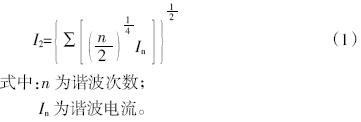 I₂={Σ[(n/2)^{1/4} Iₙ]}^{1/2} (1)
式中:n 为谐波次数;
Iₙ 为谐波电流。